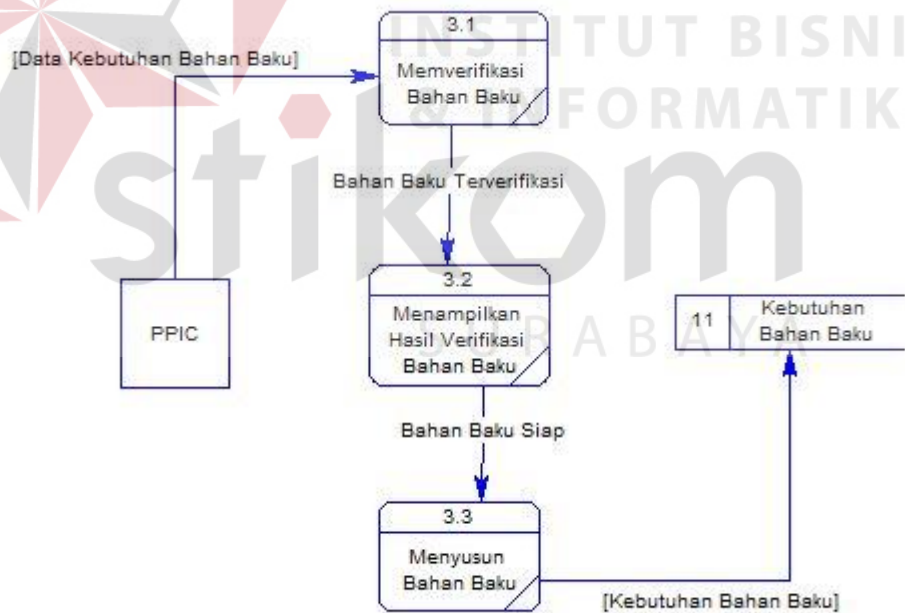 INSTITUT BISNI
& INFORMATIK
stikom
SURABAYA
3.1
[Data Kebutuhan Bahan Baku]
Memverifikasi
Bahan Baku
Bahan Baku Terverifikasi
3.2
PPIC
Menampilkan
Hasil Verifikasi
Bahan Baku
11
Kebutuhan
Bahan Baku
Bahan Baku Siap
3.3
Menyusun
Bahan Baku
[Kebutuhan Bahan Baku]